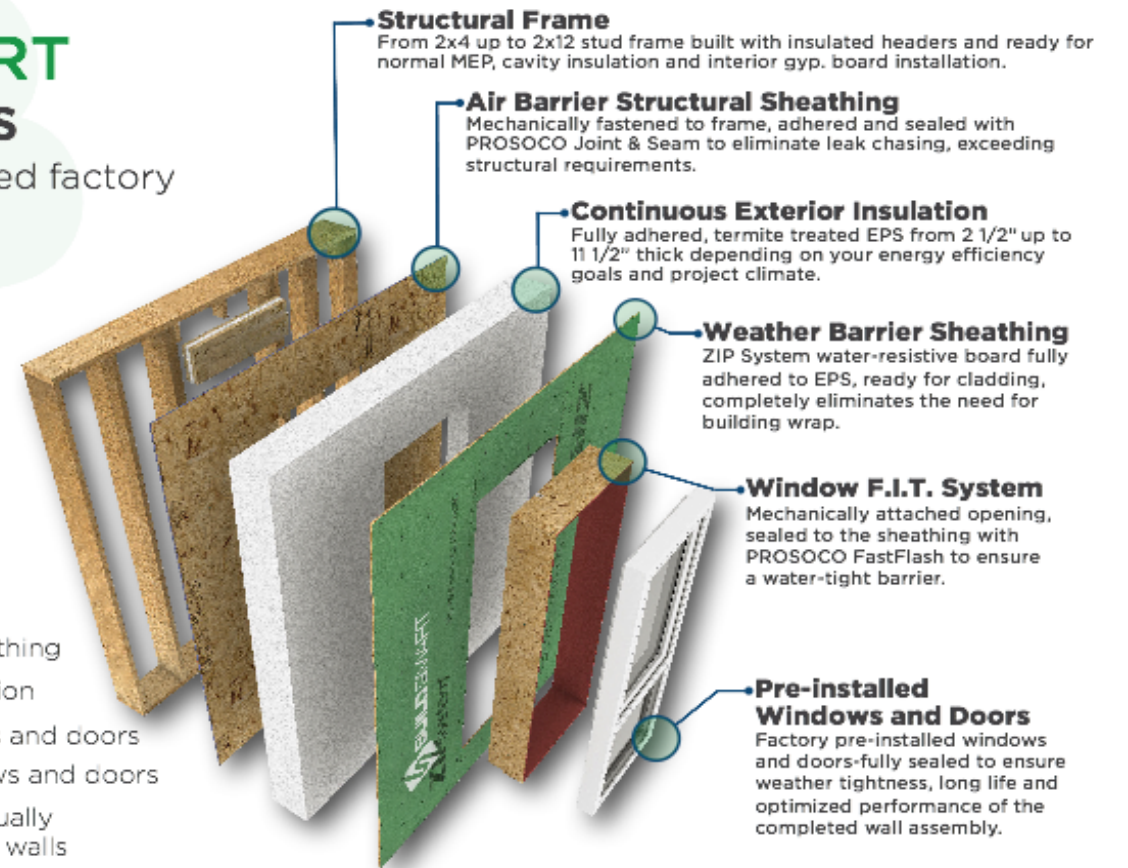 RT
S
ed factory
Structural Frame
From 2x4 up to 2x12 stud frame built with insulated headers and ready for
normal MEP, cavity insulation and interior gyp. board installation.
Air Barrier Structural Sheathing
Mechanically fastened to frame, adhered and sealed with
PROSOCO Joint & Seam to eliminate leak chasing, exceeding
structural requirements.
Continuous Exterior Insulation
Fully adhered, termite treated EPS from 2 1/2" up to
11 1/2" thick depending on your energy efficiency
goals and project climate.
Weather Barrier Sheathing
ZIP System water-resistive board fully
adhered to EPS, ready for cladding,
completely eliminates the need for
building wrap.
Window F.I.T. System
Mechanically attached opening,
sealed to the sheathing with
PROSOCO FastFlash to ensure
a water-tight barrier.
Pre-installed
Windows and Doors
Factory pre-installed windows
and doors-fully sealed to ensure
weather tightness, long life and
optimized performance of the
completed wall assembly.
BUILDSMART
thing
ion
s and doors
ws and doors
ually
walls